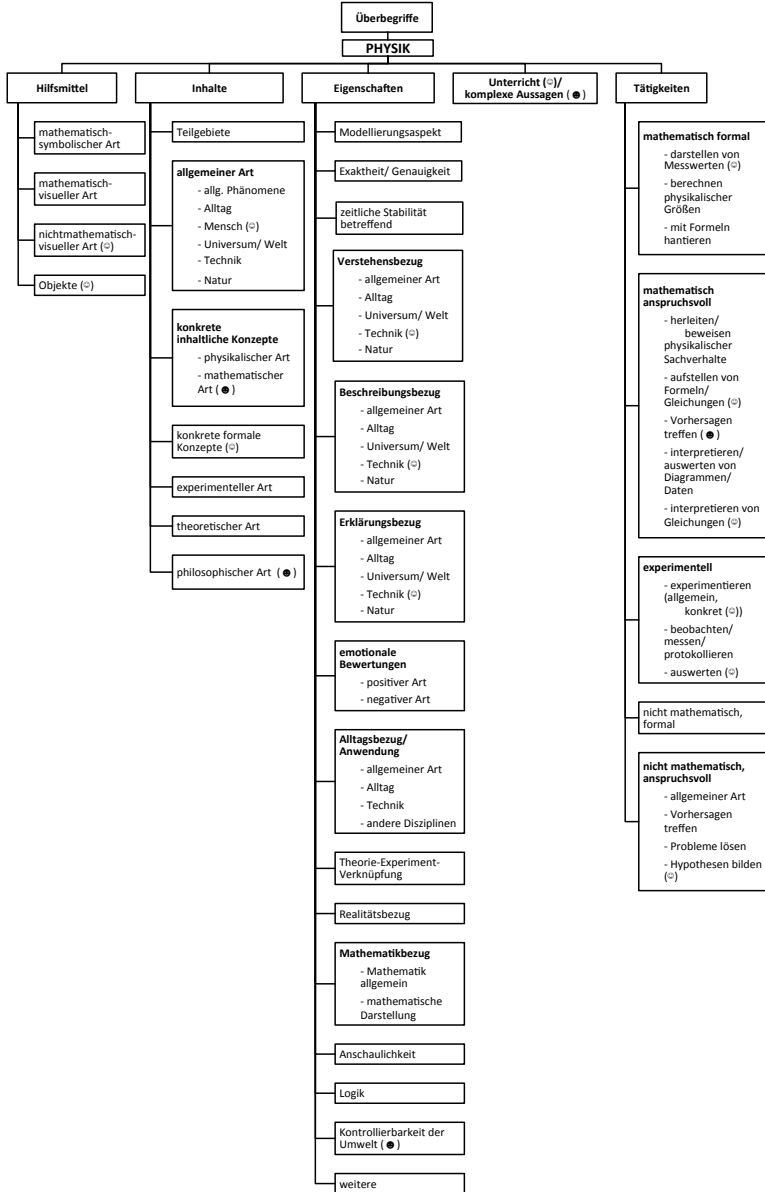 Überbegriffe
PHYSIK
Hilfsmittel
mathematisch-
symbolischer Art
mathematisch-
visueller Art
nichtmathematisch-
visueller Art (☺)
Objekte (☺)
Inhalte
Teilgebiete
allgemeiner Art
- allg. Phänomene
- Alltag
- Mensch (☺)
- Universum/ Welt
- Technik
- Natur
konkrete
inhaltliche Konzepte
- physikalischer Art
- mathematischer
Art (☻)
konkrete formale
Konzepte (☺)
experimenteller Art
theoretischer Art
philosophischer Art (☻)
Eigenschaften
Modellierungsaspekt
Exaktheit/ Genauigkeit
zeitliche Stabilität
betreffend
Verstehensbezug
- allgemeiner Art
- Alltag
- Universum/ Welt
- Technik (☺)
- Natur
Beschreibungsbezug
- allgemeiner Art
- Alltag
- Universum/ Welt
- Technik (☺)
- Natur
Erklärungsbezug
- allgemeiner Art
- Alltag
- Universum/ Welt
- Technik (☺)
- Natur
emotionale
Bewertungen
- positiver Art
- negativer Art
Alltagsbezug/
Anwendung
- allgemeiner Art
- Alltag
- Technik
- andere Disziplinen
Theorie-Experiment-
Verknüpfung
Realitätsbezug
Mathematikbezug
- Mathematik
allgemein
- mathematische
Darstellung
Anschaulichkeit
Logik
Kontrollierbarkeit der
Umwelt (☻)
weitere
Unterricht (☺)/
komplexe Aussagen (☻)
Tätigkeiten
mathematisch formal
- darstellen von
Messwerten (☺)
- berechnen
physikalischer
Größen
- mit Formeln
hantieren
mathematisch
anspruchsvoll
- herleiten/
beweisen
physikalischer
Sachverhalte
- aufstellen von
Formeln/
Gleichungen (☺)
- Vorhersagen
treffen (☻)
- interpretieren/
auswerten von
Diagrammen/
Daten
- interpretieren von
Gleichungen (☺)
experimentell
- experimentieren
(allgemein,
konkret (☺))
- beobachten/
messen/
protokollieren
- auswerten (☺)
nicht mathematisch,
formal
nicht mathematisch,
anspruchsvoll
- allgemeiner Art
- Vorhersagen
treffen
- Probleme lösen
- Hypothesen bilden
(☺)